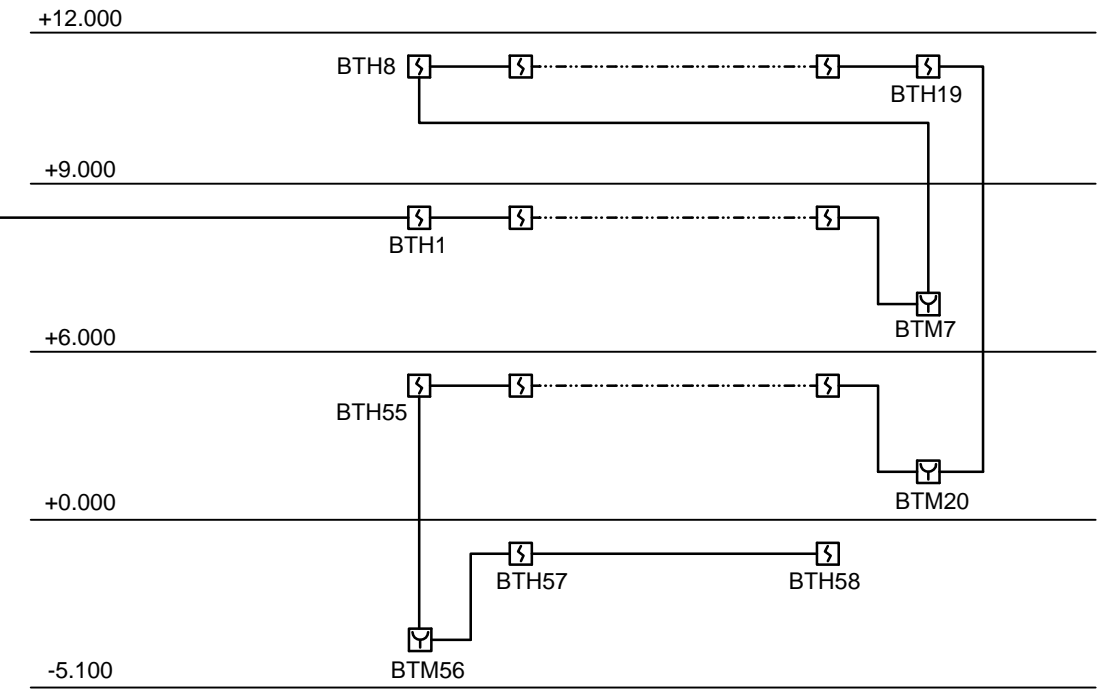 +12.000
BTH8
BTH19
+9.000
BTH1
BTM7
+6.000
BTH55
BTM20
+0.000
BTH57
BTH58
BTM56
-5.100